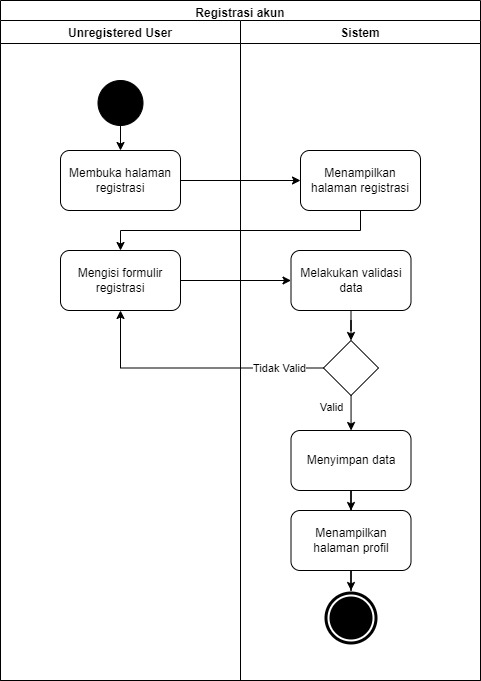 Registrasi akun
Unregistered User
Sistem
Membuka halaman
registrasi
Menampilkan
halaman registrasi
Mengisi formulir
registrasi
Melakukan validasi
data
Tidak Valid
Valid
Menyimpan data
Menampilkan
halaman profil